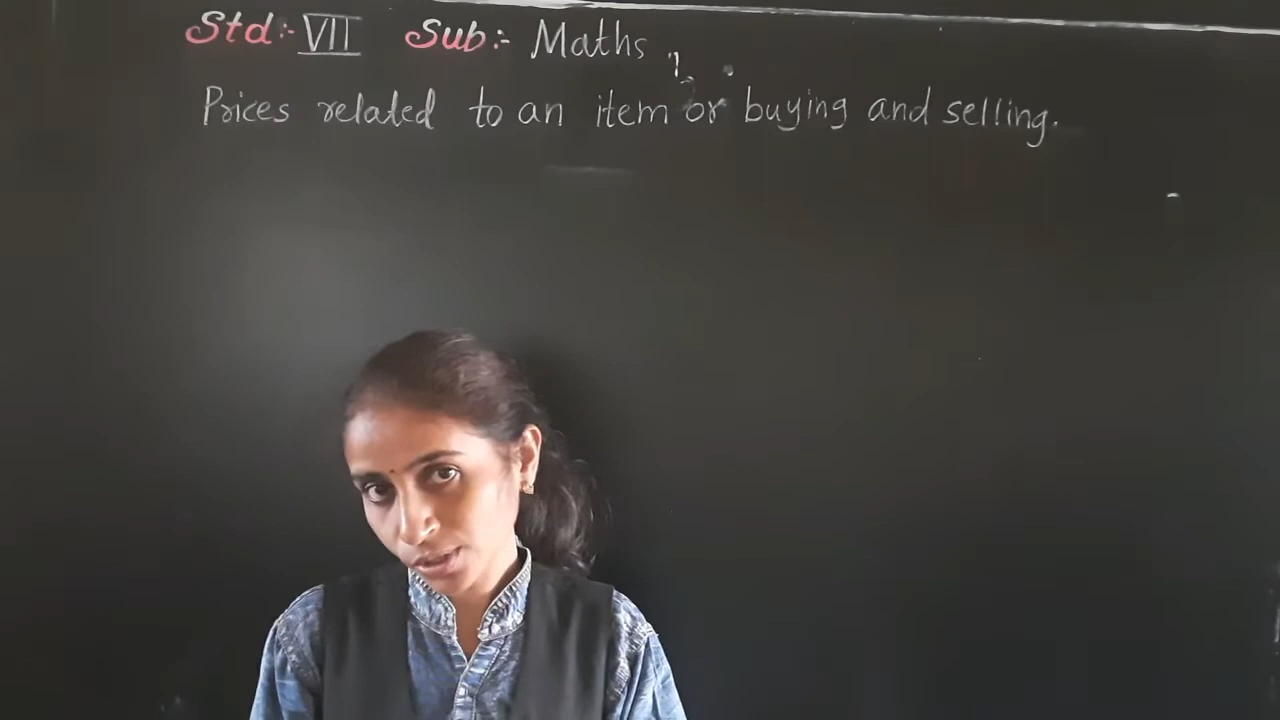 Std:- VII Sub:- Maths
Prices related to an item or buying and selling.